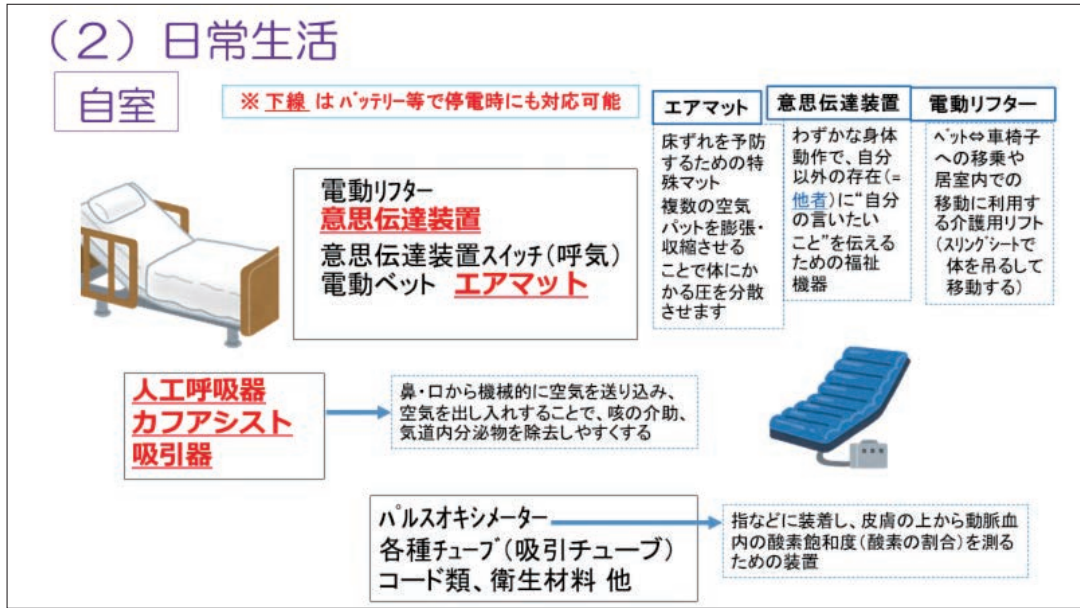 （2）日常生活
自室
※ 下線 は バッテリー等で停電時にも対応可能
電動リフター
意思伝達装置
意思伝達装置スイッチ（呼気）
電動ベット エアマット
エアマット
床ずれを予防
するための特
殊マット
複数の空気
パットを膨張・
収縮させる
ことで体にか
かる圧を分散
させます
意思伝達装置
わずかな身体
動作で、自分
以外の存在(=
他者)に“自分
の言いたい
こと”を伝える
ための福祉
機器
電動リフター
ベット⇔車椅子
への移乗や
居室内での
移動に利用す
る介護用リフト
(スリングシートで
体を吊るして
移動する)
人工呼吸器
カフアシスト
吸引器
鼻・口から機械的に空気を送り込み、
空気を出し入れすることで、咳の介助、
気道内分泌物を除去しやすくする
パルスオキシメーター
各種チューブ（吸引チューブ）
コード類、衛生材料 他
指などに装着し、皮膚の上から動脈血
内の酸素飽和度（酸素の割合）を測る
ための装置